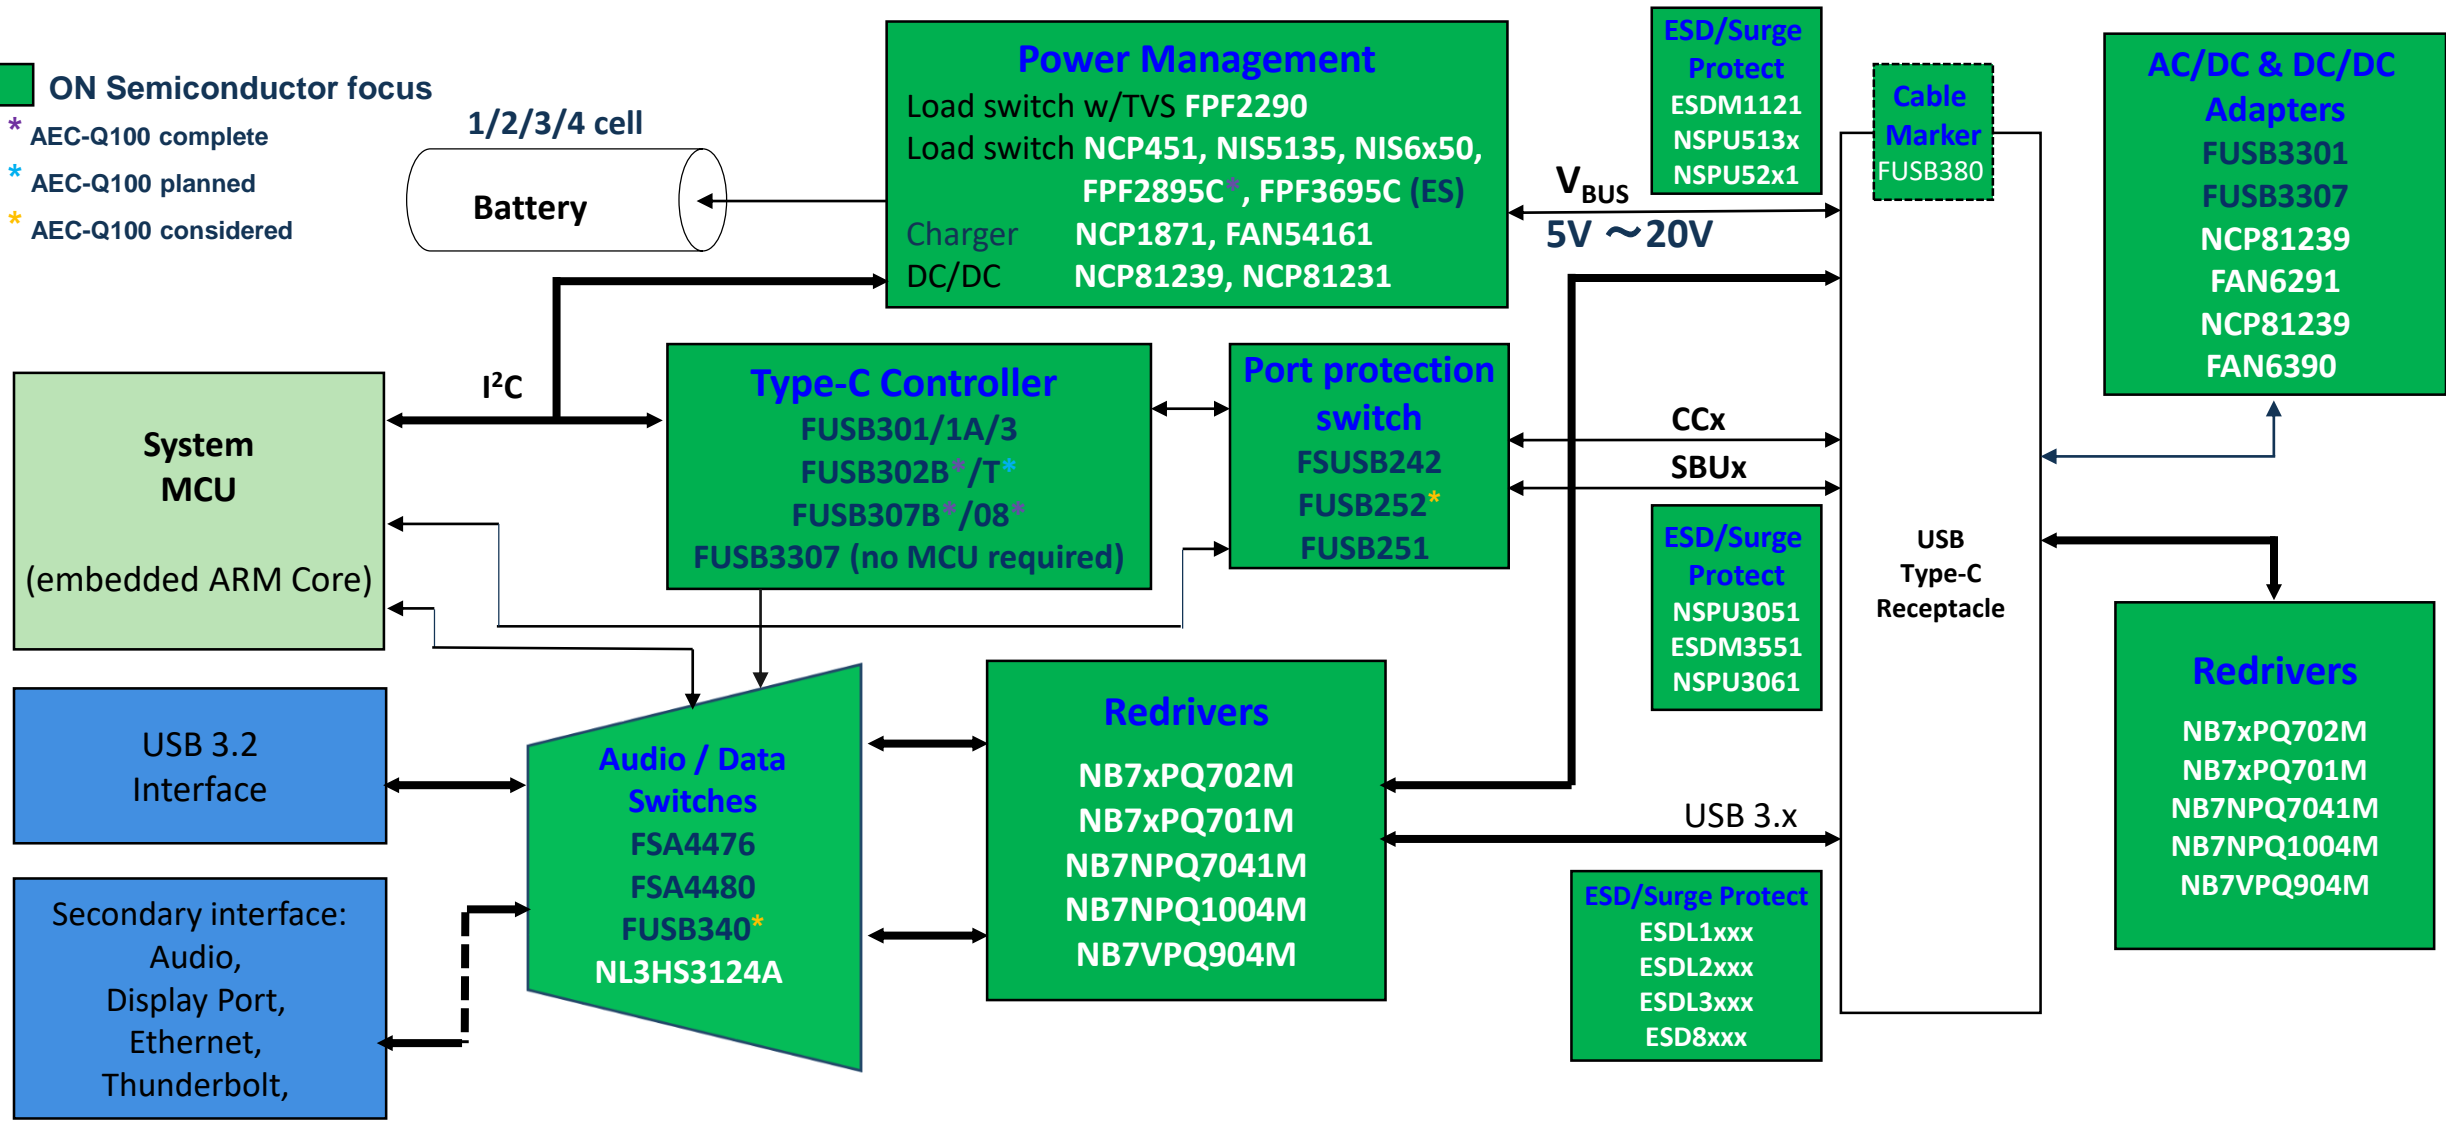 ON Semiconductor focus
* AEC-Q100 complete
* AEC-Q100 planned
* AEC-Q100 considered
1/2/3/4 cell
Battery
Power Management
Load switch w/TVS FPF2290
Load switch NCP451, NIS5135, NIS6x50,
FPF2895C*, FPF3695C (ES)
Charger NCP1871, FAN54161
DC/DC NCP81239, NCP81231
VBUS
5V ～20V
ESD/Surge
Protect
ESDM1121
NSPU513x
NSPU52x1
Cable
Marker
FUSB380
AC/DC & DC/DC
Adapters
FUSB3301
FUSB3307
NCP81239
FAN6291
NCP81239
FAN6390
System
MCU
(embedded ARM Core)
I²C
Type-C Controller
FUSB301/1A/3
FUSB302B*/T*
FUSB307B*/08*
FUSB3307 (no MCU required)
Port protection
switch
FSUSB242
FUSB252*
FUSB251
CCx
SBUx
ESD/Surge
Protect
NSPU3051
ESDM3551
NSPU3061
USB
Type-C
Receptacle
USB 3.2
Interface
Secondary interface:
Audio,
Display Port,
Ethernet,
Thunderbolt,
Audio / Data
Switches
FSA4476
FSA4480
FUSB340*
NL3HS3124A
Redrivers
NB7xPQ702M
NB7xPQ701M
NB7NPQ7041M
NB7NPQ1004M
NB7VPQ904M
USB 3.x
ESD/Surge Protect
ESDL1xxx
ESDL2xxx
ESDL3xxx
ESD8xxx
Redrivers
NB7xPQ702M
NB7xPQ701M
NB7NPQ7041M
NB7NPQ1004M
NB7VPQ904M